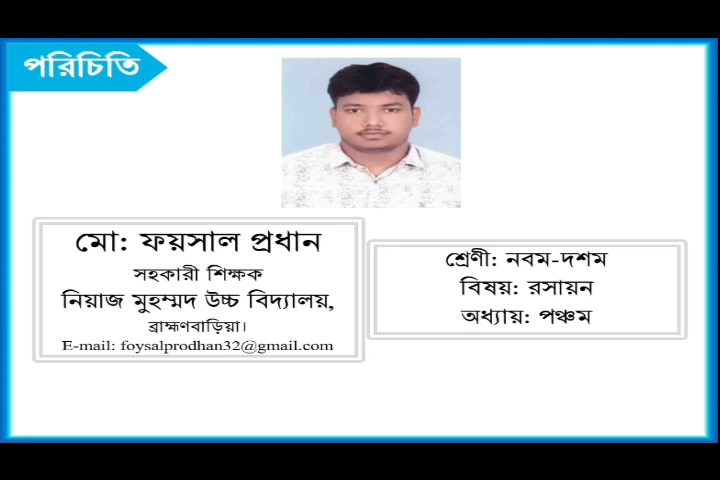 পরিচিতি
মো: ফয়সাল প্রধান
সহকারী শিক্ষক
নিয়াজ মুহম্মদ উচ্চ বিদ্যালয়,
ব্রাহ্মণবাড়িয়া।
E-mail: foysalprodhan32@gmail.com
শ্রেণী: নবম-দশম
বিষয়: রসায়ন
অধ্যায়: পঞ্চম